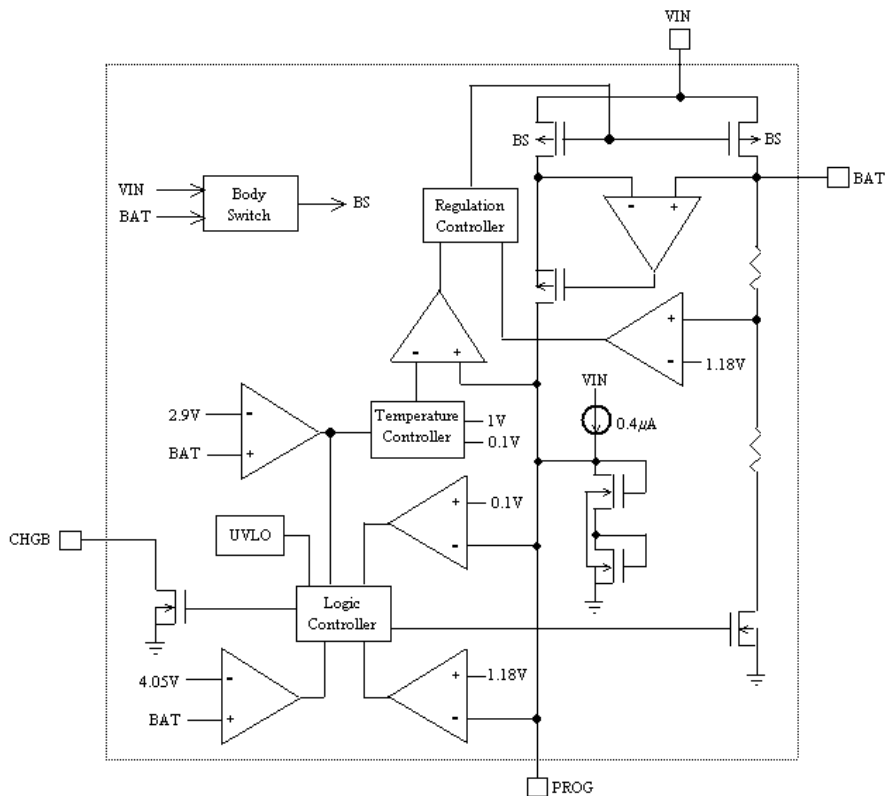 VIN
BS
BS
VIN
BAT
Body
Switch
BS
Regulation
Controller
BAT
-
+
+
-
1.18V
-
+
VIN
0.4μA
2.9V
-
BAT
+
Temperature
Controller
1V
0.1V
+
0.1V
-
CHGB
UVLO
Logic
Controller
4.05V
-
BAT
+
+
1.18V
-
PROG